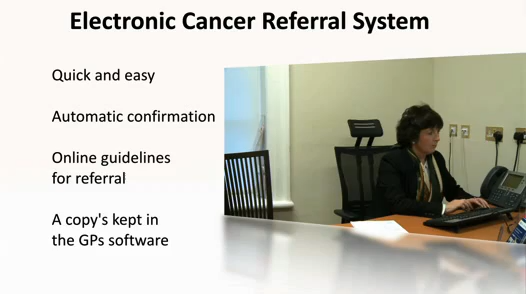 Electronic Cancer Referral System
Quick and easy
Automatic confirmation
Online guidelines
for referral
A copy's kept in
the GPs software